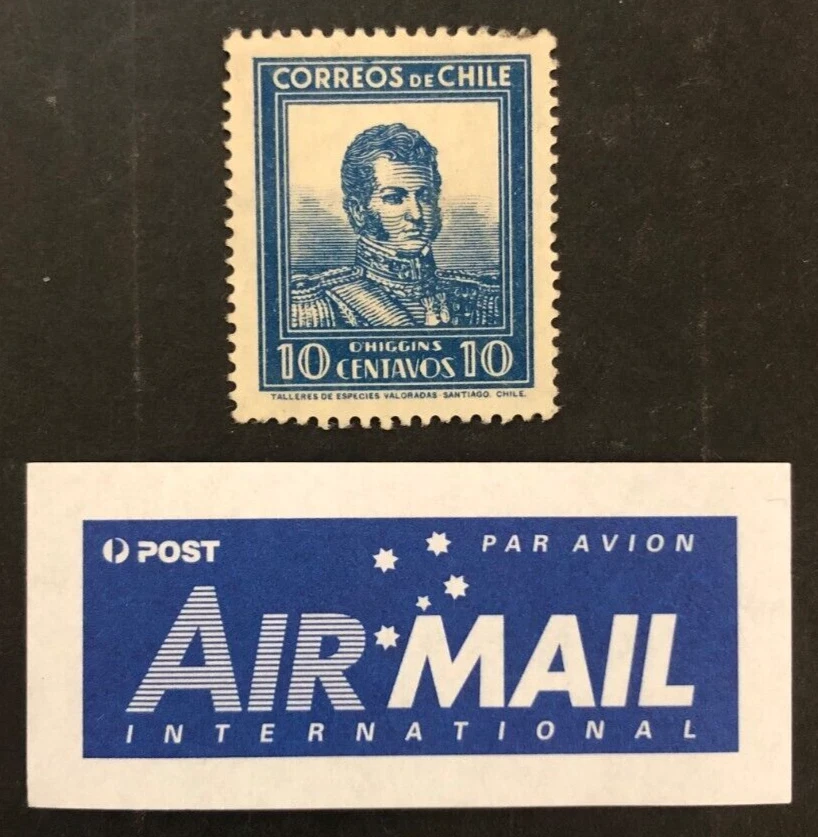 CORREOS DE CHILE
O'HIGGINS
10 CENTAVOS 10
TALLERES DE ESPECIES VALORADAS - SANTIAGO. CHILE.
POST PAR AVION
AIR MAIL
INTERNATIONAL